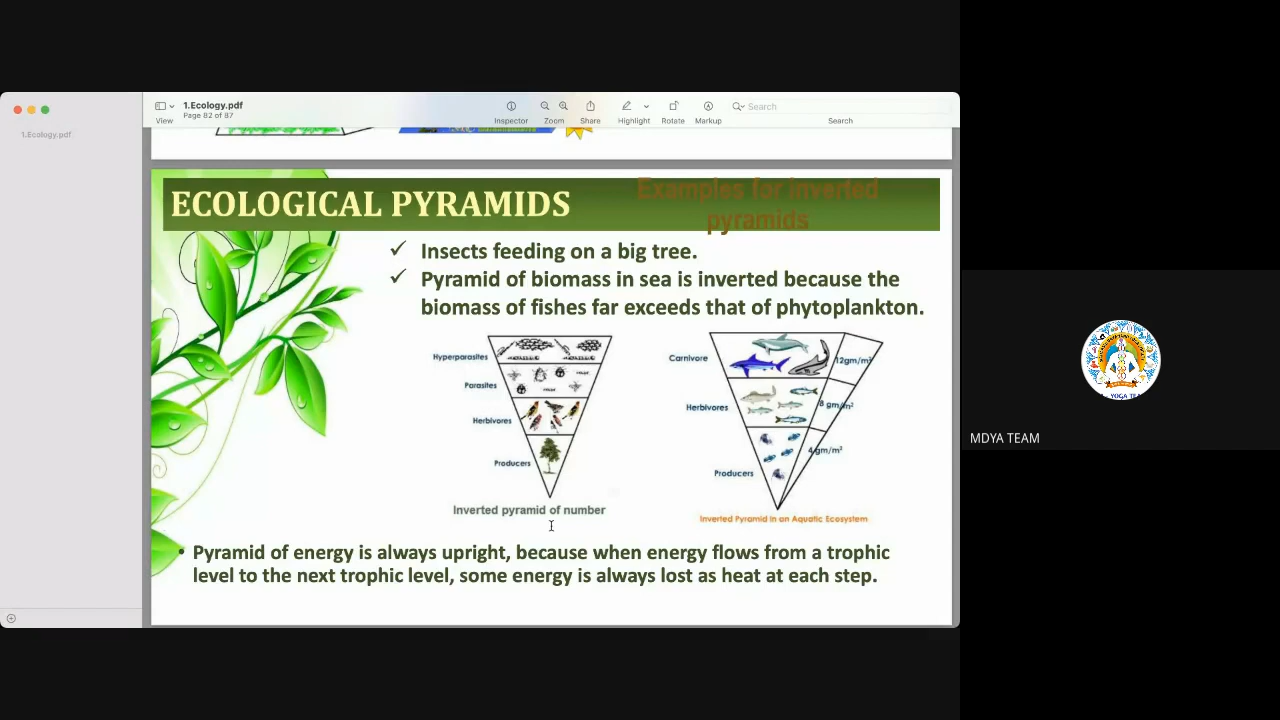 1.Ecology.pdf
Page 82 of 87
View
Inspector
Zoom
Share
Highlight
Rotate
Markup
Search
Search
1.Ecology.pdf
ECOLOGICAL PYRAMIDS
Examples for inverted
pyramids
✓ Insects feeding on a big tree.
✓ Pyramid of biomass in sea is inverted because the
biomass of fishes far exceeds that of phytoplankton.
Hyperparasites
Parasites
Herbivores
Producers
Inverted pyramid of number
Carnivore
12gm/m²
Herbivores
8 gm/m²
4 gm/m²
Producers
Inverted Pyramid in an Aquatic Ecosystem
• Pyramid of energy is always upright, because when energy flows from a trophic
level to the next trophic level, some energy is always lost as heat at each step.
MDYA TEAM